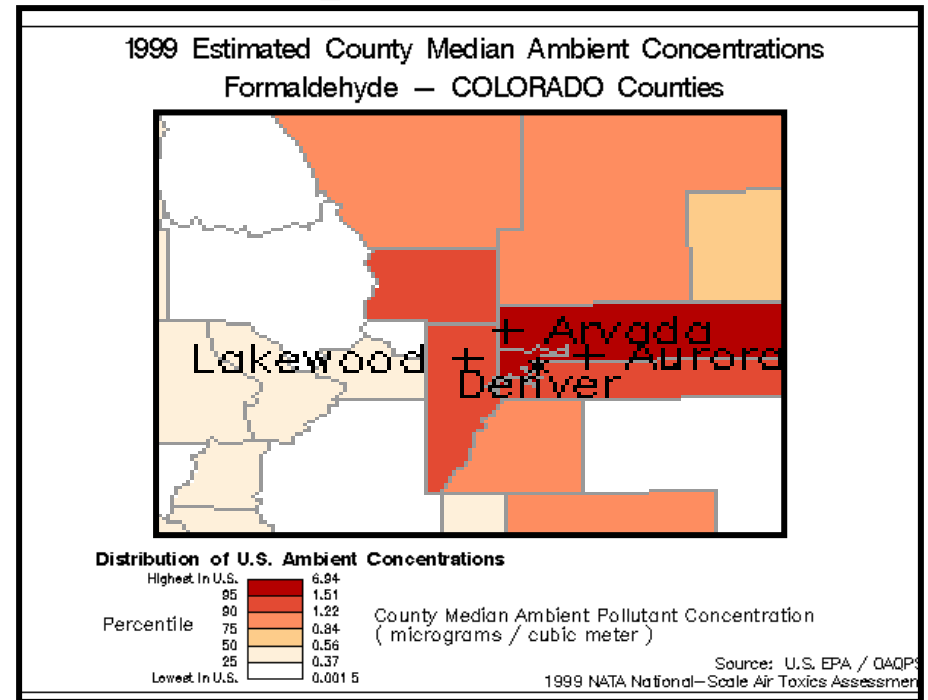 1999 Estimated County Median Ambient Concentrations
Formaldehyde — COLORADO Counties
Arvada
Lakewood Aurora
Denver
Distribution of U.S. Ambient Concentrations
Highest In U.S. 6.94
95 1.51
90 1.22
Percentile 75 0.84
50 0.56
25 0.37
Lowest In U.S. 0.0015
County Median Ambient Pollutant Concentration
( micrograms / cubic meter )
Source: U.S. EPA / OAQPS
1999 NATA National–Scale Air Toxics Assessmen